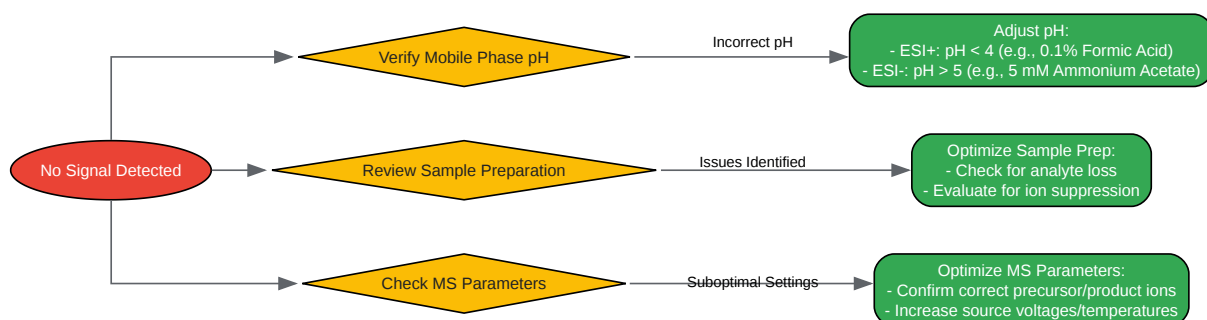 No Signal Detected
Verify Mobile Phase pH
Incorrect pH
Adjust pH:
- ESI+: pH < 4 (e.g., 0.1% Formic Acid)
- ESI-: pH > 5 (e.g., 5 mM Ammonium Acetate)
Review Sample Preparation
Issues Identified
Optimize Sample Prep:
- Check for analyte loss
- Evaluate for ion suppression
Check MS Parameters
Suboptimal Settings
Optimize MS Parameters:
- Confirm correct precursor/product ions
- Increase source voltages/temperatures